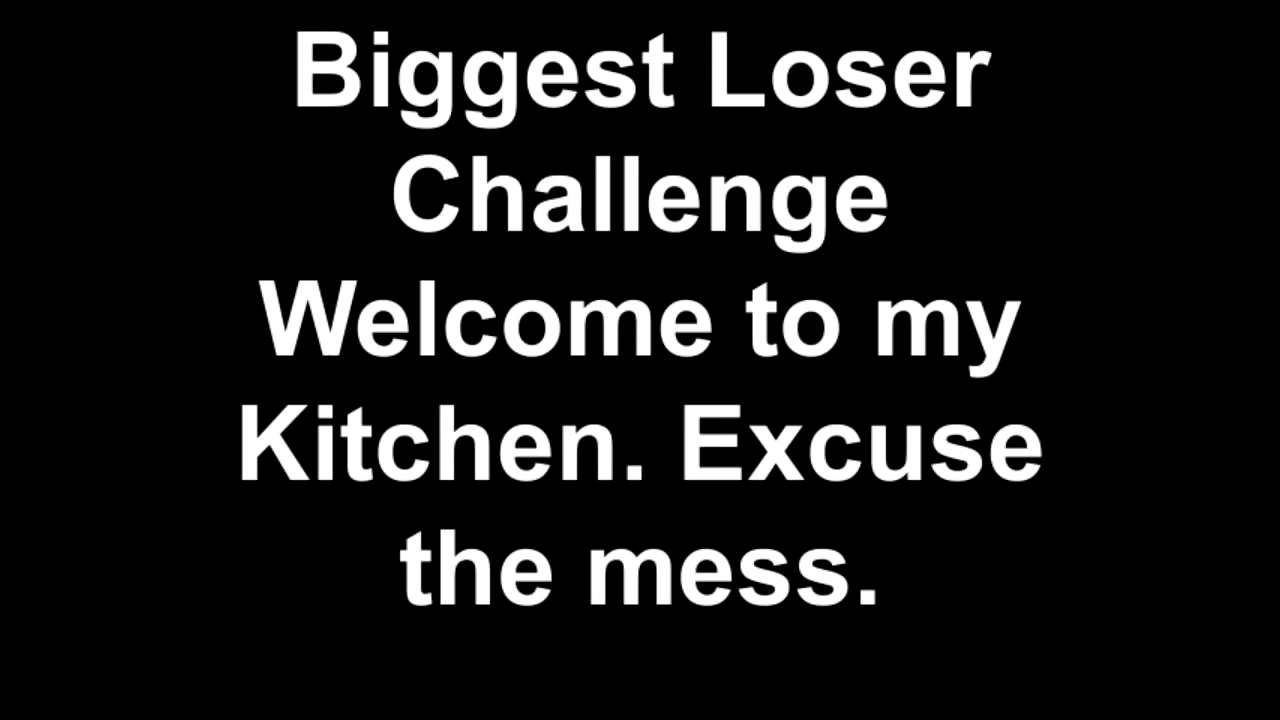 Biggest Loser
Challenge
Welcome to my
Kitchen. Excuse
the mess.